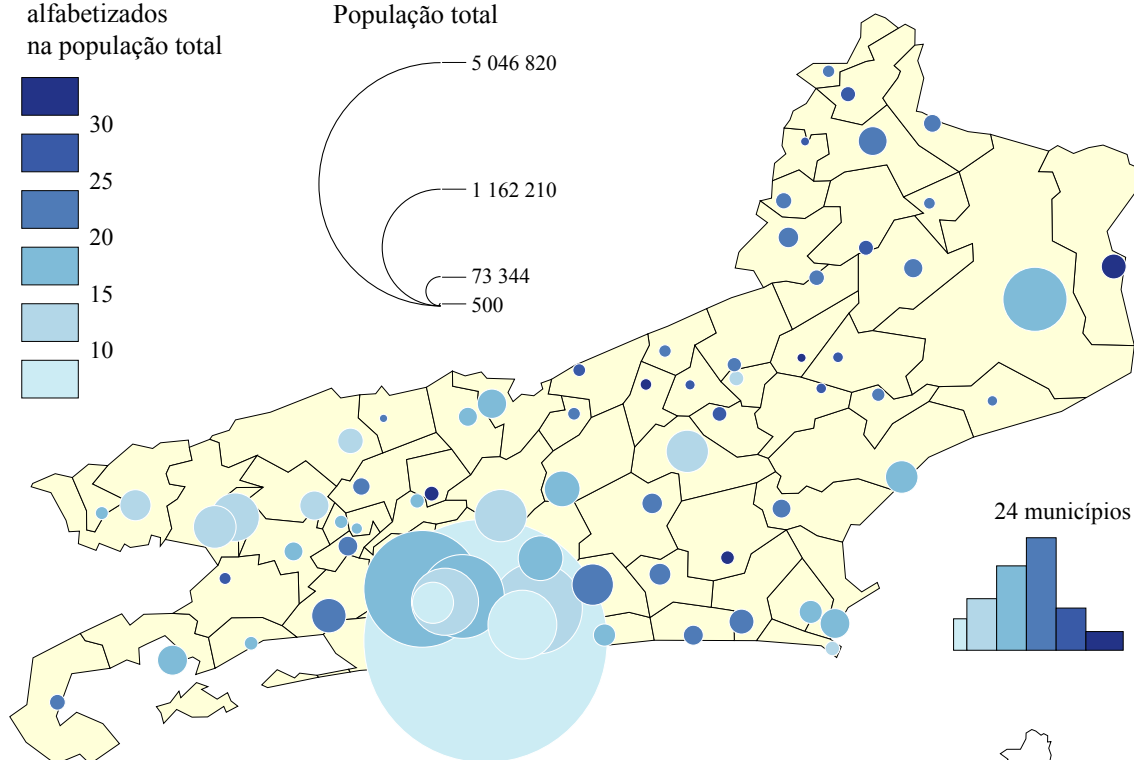 alfabetizados
na população total
30
25
20
15
10
População total
5 046 820
1 162 210
73 344
500
24 municípios